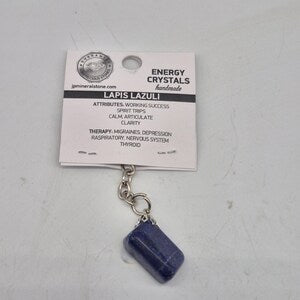 ENERGY
CRYSTALS
jpmineralstone.com
handmade
LAPIS LAZULI
ATTRIBUTES: WORKING SUCCESS
SPIRIT TRIPS
CALM, ARTICULATE
CLARITY
THERAPY: MIGRAINES, DEPRESSION
RASPIRATORY, NERVOUS SYSTEM
THYROID